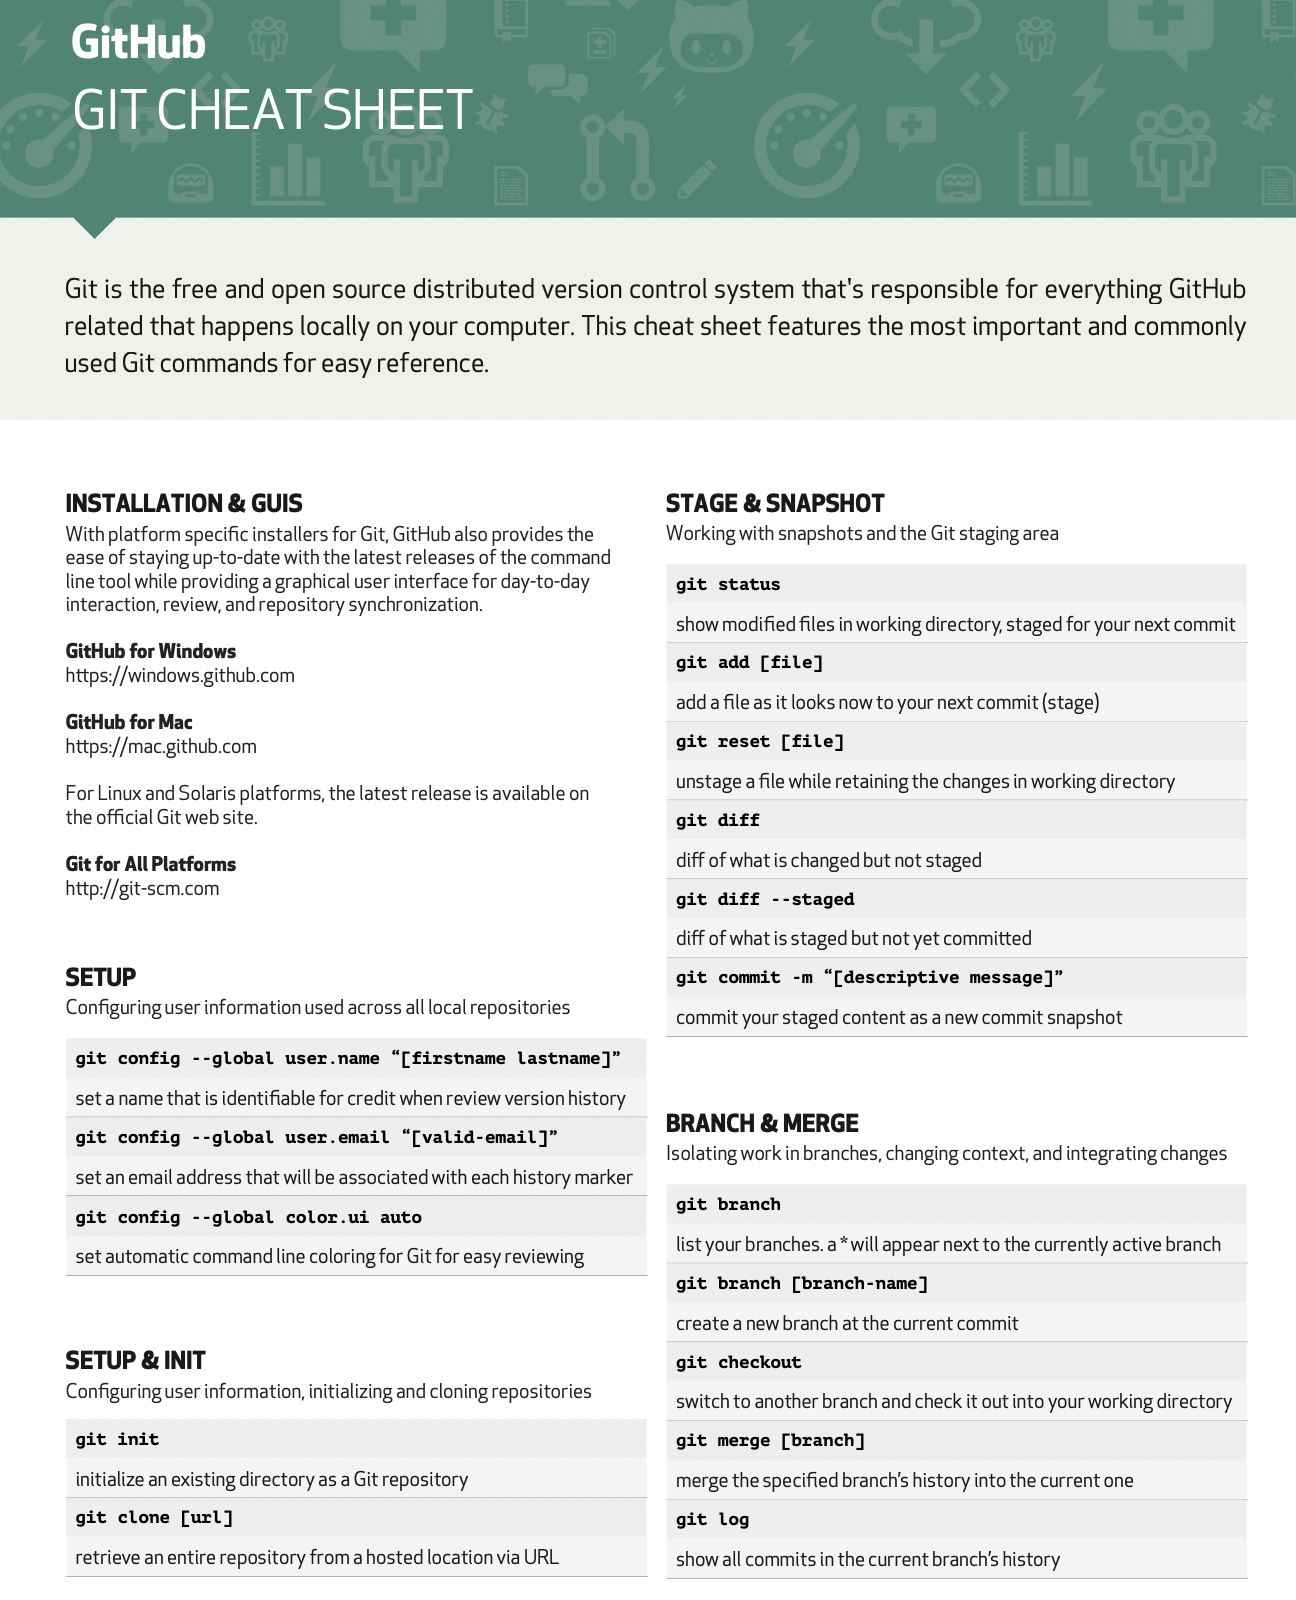 GitHub
GIT CHEAT SHEET
Git is the free and open source distributed version control system that's responsible for everything GitHub
related that happens locally on your computer. This cheat sheet features the most important and commonly
used Git commands for easy reference.
INSTALLATION & GUIS
With platform specific installers for Git, GitHub also provides the
ease of staying up-to-date with the latest releases of the command
line tool while providing a graphical user interface for day-to-day
interaction, review, and repository synchronization.
GitHub for Windows
https://windows.github.com
GitHub for Mac
https://mac.github.com
For Linux and Solaris platforms, the latest release is available on
the official Git web site.
Git for All Platforms
http://git-scm.com
SETUP
Configuring user information used across all local repositories
git config --global user.name “[firstname lastname]”
set a name that is identifiable for credit when review version history
git config --global user.email “[valid-email]”
set an email address that will be associated with each history marker
git config --global color.ui auto
set automatic command line coloring for Git for easy reviewing
SETUP & INIT
Configuring user information, initializing and cloning repositories
git init
initialize an existing directory as a Git repository
git clone [url]
retrieve an entire repository from a hosted location via URL
STAGE & SNAPSHOT
Working with snapshots and the Git staging area
git status
show modified files in working directory, staged for your next commit
git add [file]
add a file as it looks now to your next commit (stage)
git reset [file]
unstage a file while retaining the changes in working directory
git diff
diff of what is changed but not staged
git diff --staged
diff of what is staged but not yet committed
git commit -m “[descriptive message]”
commit your staged content as a new commit snapshot
BRANCH & MERGE
Isolating work in branches, changing context, and integrating changes
git branch
list your branches. a * will appear next to the currently active branch
git branch [branch-name]
create a new branch at the current commit
git checkout
switch to another branch and check it out into your working directory
git merge [branch]
merge the specified branch’s history into the current one
git log
show all commits in the current branch’s history